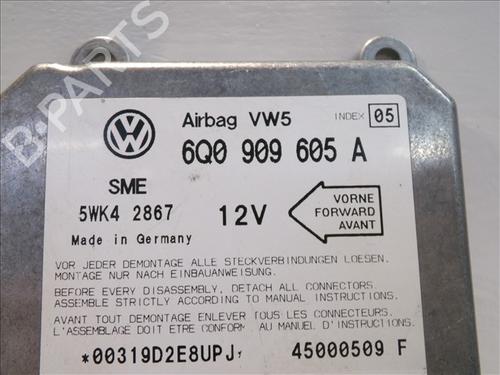 B-PARTS
Airbag VW5 INDEX 05
6Q0 909 605 A
SME
5WK4 2867 12V
VORNE
FORWARD
AVANT
Made in Germany
VOR JEDER DEMONTAGE ALLE STECKVERBINDUNGEN LOESEN.
MONTAGE NUR NACH EINBAUANWEISUNG.
BEFORE EVERY DISASSEMBLY, DETACH ALL CONNECTORS.
ASSEMBLE STRICTLY ACCORDING TO MANUAL INSTRUCTIONS.
AVANT TOUT DEMONTAGE ENLEVER TOUS LES CONNECTEURS.
L'ASSEMBLAGE DOIT ETRE CONFORME AU MANUEL D'INSTRUCTIONS.
*00319D2E8UPJ* 45000509 F